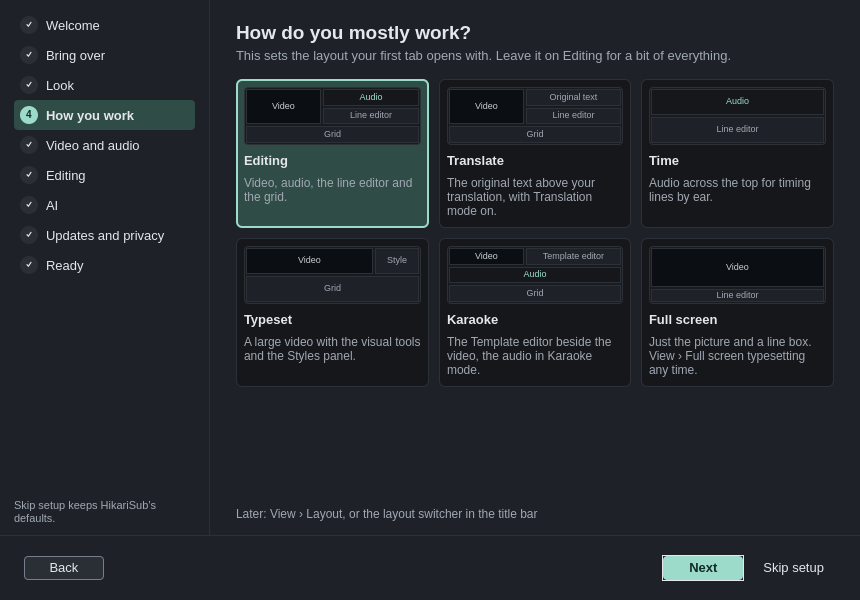 Welcome
Bring over
Look
4 How you work
Video and audio
Editing
AI
Updates and privacy
Ready
Skip setup keeps HikariSub's
defaults.
How do you mostly work?
This sets the layout your first tab opens with. Leave it on Editing for a bit of everything.
Video
Audio
Line editor
Grid
Editing
Video, audio, the line editor and
the grid.
Video
Original text
Line editor
Grid
Translate
The original text above your
translation, with Translation
mode on.
Audio
Line editor
Time
Audio across the top for timing
lines by ear.
Video
Style
Grid
Typeset
A large video with the visual tools
and the Styles panel.
Video
Template editor
Audio
Grid
Karaoke
The Template editor beside the
video, the audio in Karaoke
mode.
Video
Line editor
Full screen
Just the picture and a line box.
View › Full screen typesetting
any time.
Later: View › Layout, or the layout switcher in the title bar
Back
Next
Skip setup